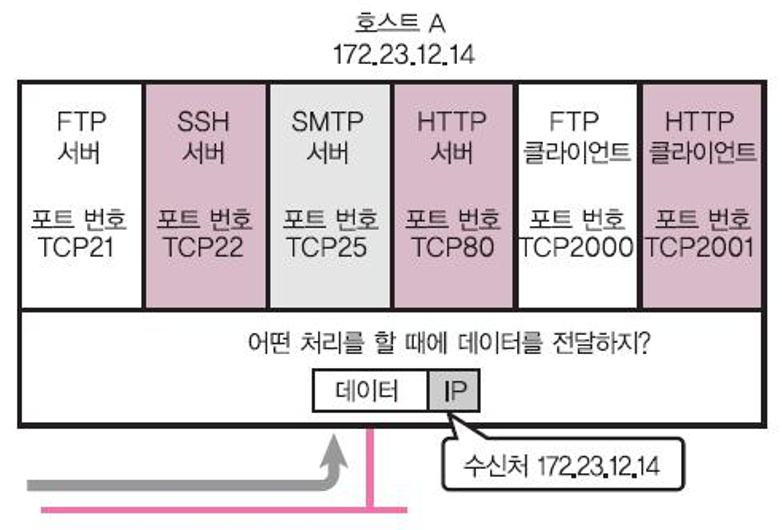 호스트 A
172.23.12.14
FTP
서버
포트 번호
TCP21
SSH
서버
포트 번호
TCP22
SMTP
서버
포트 번호
TCP25
HTTP
서버
포트 번호
TCP80
FTP
클라이언트
포트 번호
TCP2000
HTTP
클라이언트
포트 번호
TCP2001
어떤 처리를 할 때에 데이터를 전달하지?
데이터 IP
수신처 172.23.12.14